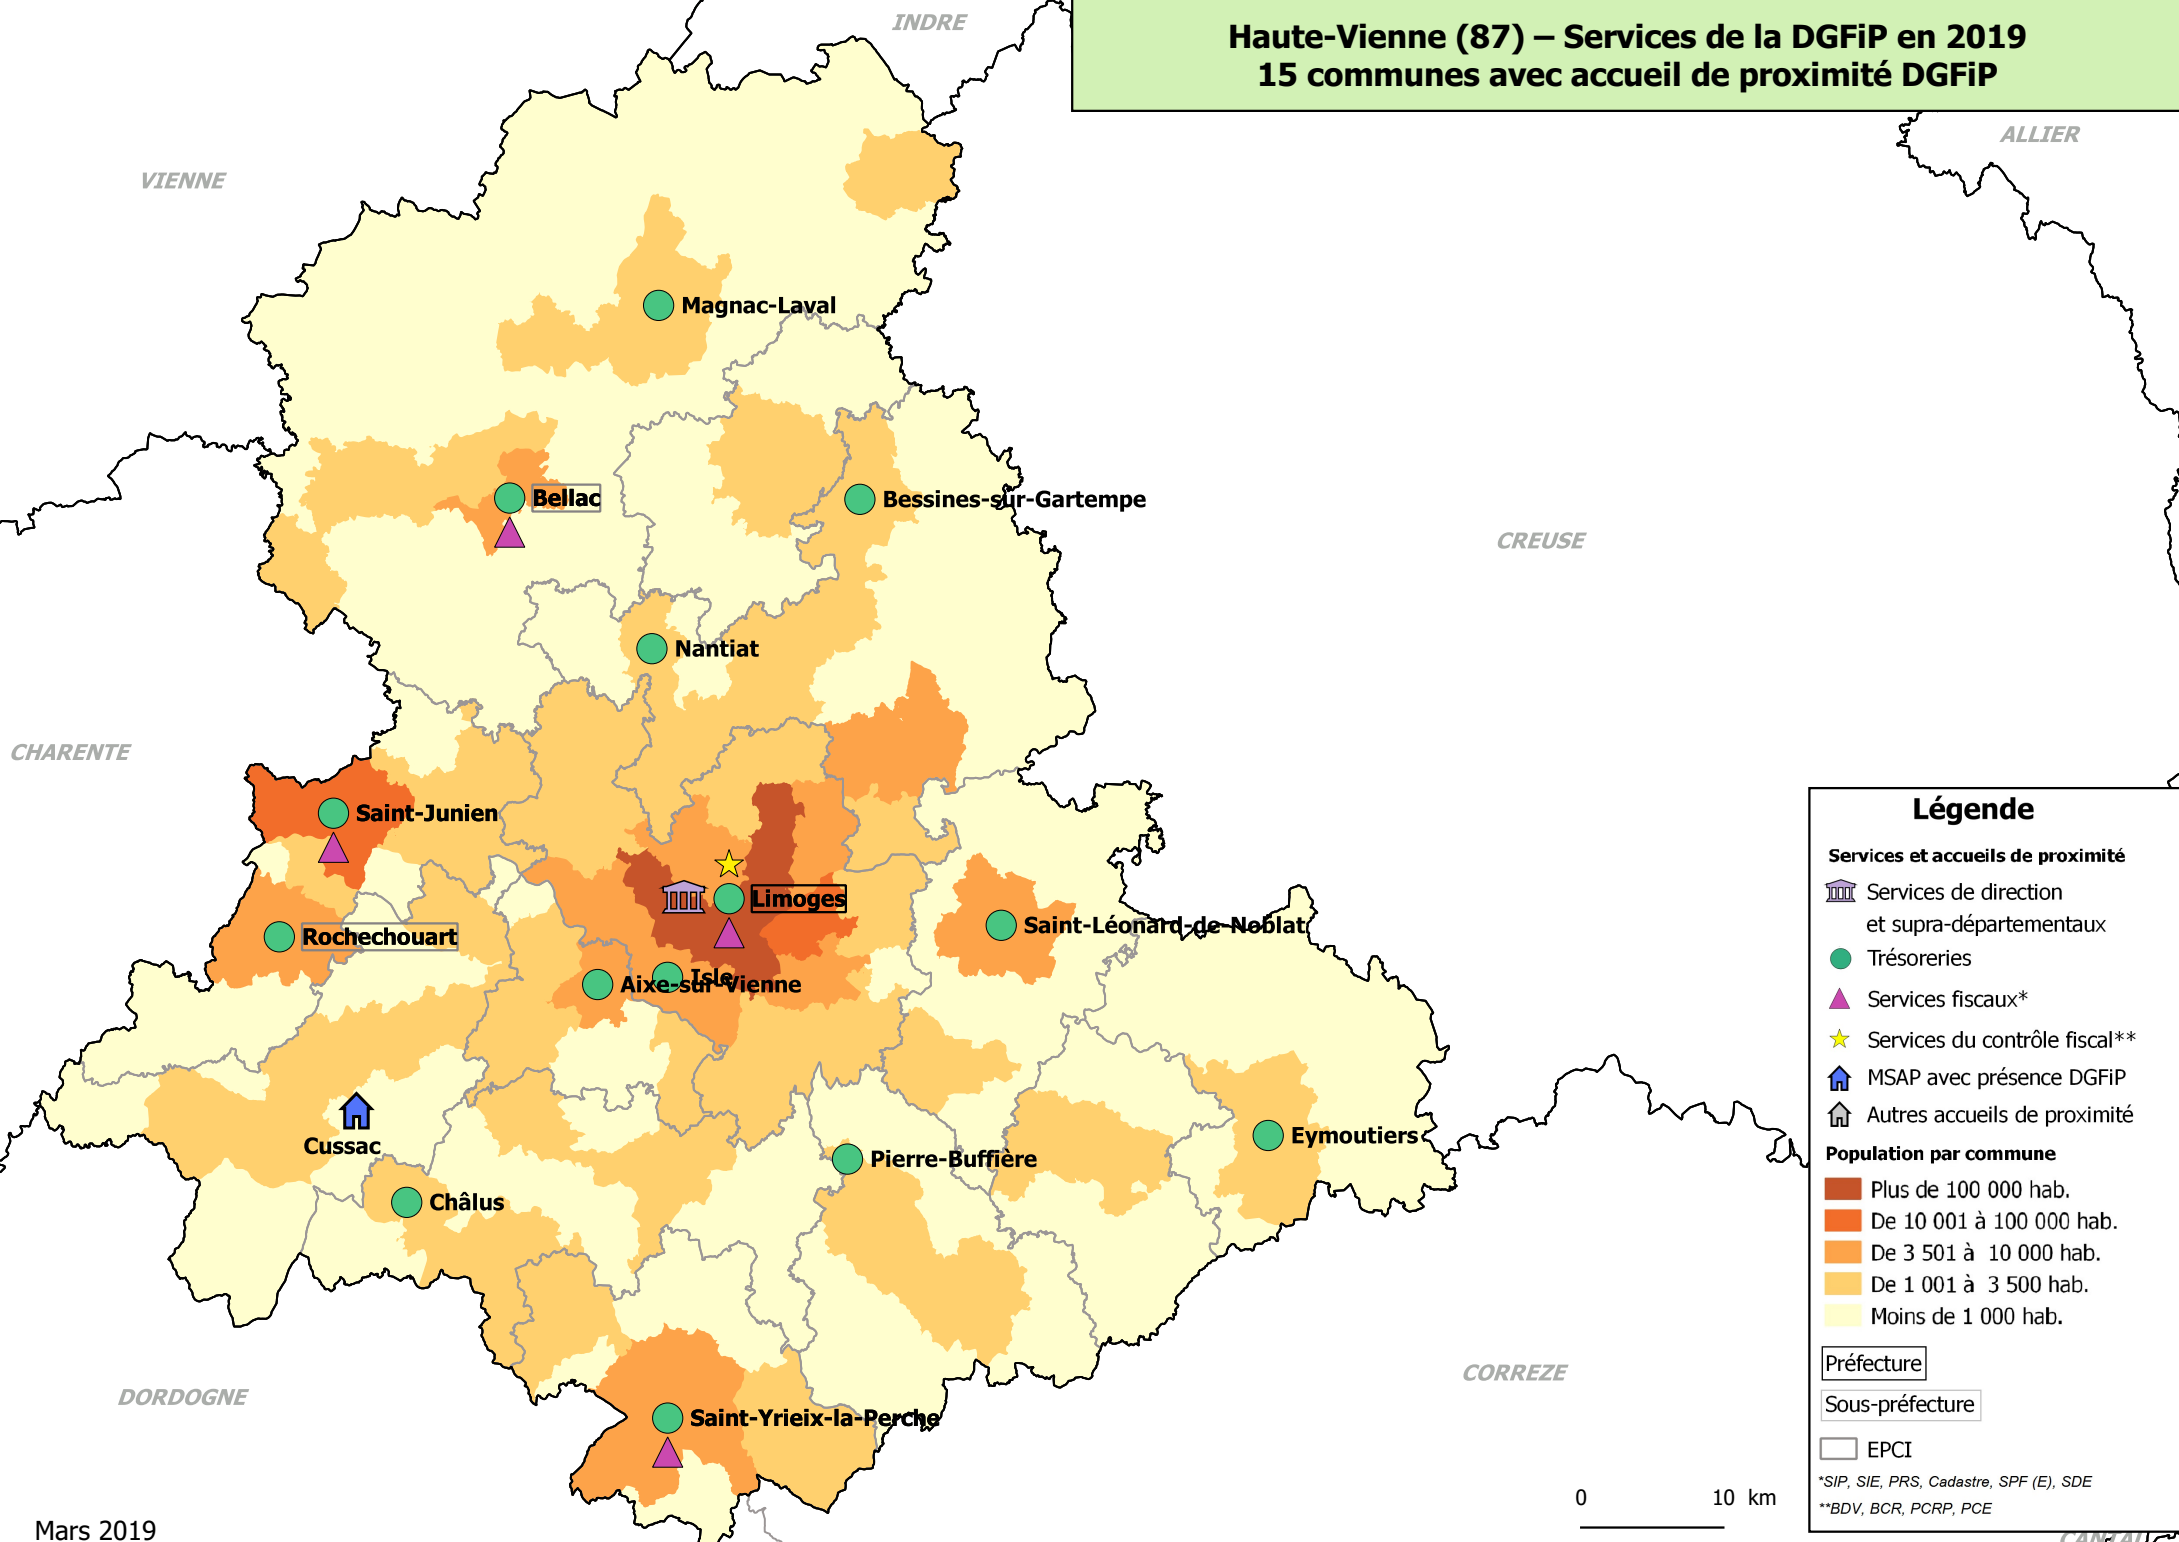 Haute-Vienne (87) – Services de la DGFiP en 2019
15 communes avec accueil de proximité DGFiP
INDRE
ALLIER
VIENNE
Magnac-Laval
Bellac
Bessines-sur-Gartempe
CREUSE
Nantiat
CHARENTE
Saint-Junien
Limoges
Saint-Léonard-de-Noblat
Rochechouart
Isle
Aixe-sur-Vienne
Cussac
Eymoutiers
Pierre-Buffière
Châlus
CORREZE
DORDOGNE
Saint-Yrieix-la-Perche
Légende
Services et accueils de proximité
Services de direction
et supra-départementaux
Trésoreries
Services fiscaux*
Services du contrôle fiscal**
MSAP avec présence DGFiP
Autres accueils de proximité
Population par commune
Plus de 100 000 hab.
De 10 001 à 100 000 hab.
De 3 501 à 10 000 hab.
De 1 001 à 3 500 hab.
Moins de 1 000 hab.
Préfecture
Sous-préfecture
EPCI
*SIP, SIE, PRS, Cadastre, SPF (E), SDE
**BDV, BCR, PCRP, PCE
0 10 km
Mars 2019
CANTAL